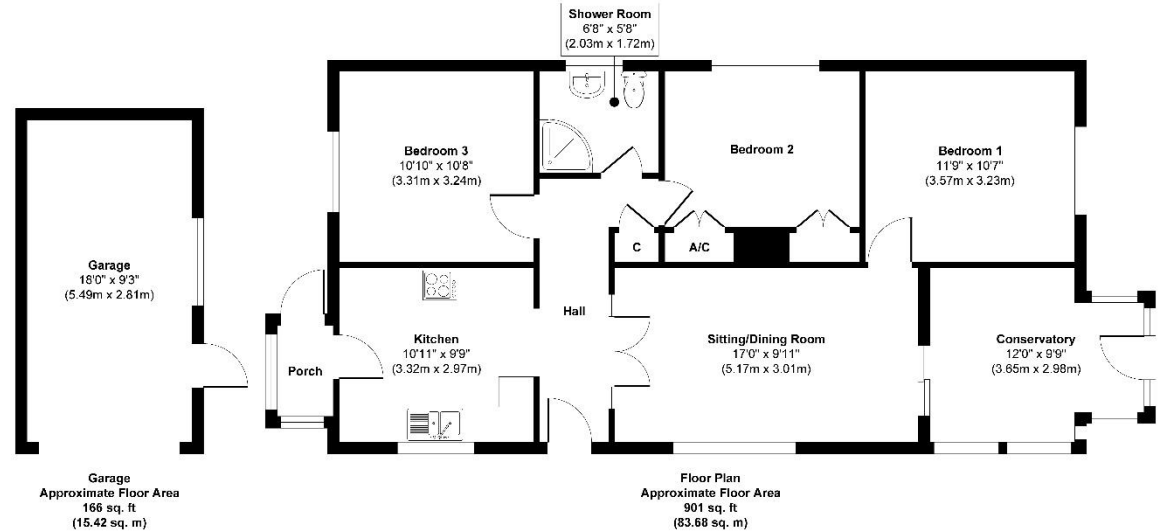 Shower Room
6'8" x 5'8"
(2.03m x 1.72m)
Bedroom 3
10'10" x 10'8"
(3.31m x 3.24m)
Bedroom 2
Bedroom 1
11'9" x 10'7"
(3.57m x 3.23m)
C
A/C
Garage
18'0" x 9'3"
(5.49m x 2.81m)
Hall
Kitchen
10'11" x 9'9"
(3.32m x 2.97m)
Sitting/Dining Room
17'0" x 9'11"
(5.17m x 3.01m)
Conservatory
12'0" x 9'9"
(3.65m x 2.98m)
Porch
Garage
Approximate Floor Area
166 sq. ft
(15.42 sq. m)
Floor Plan
Approximate Floor Area
901 sq. ft
(83.68 sq. m)